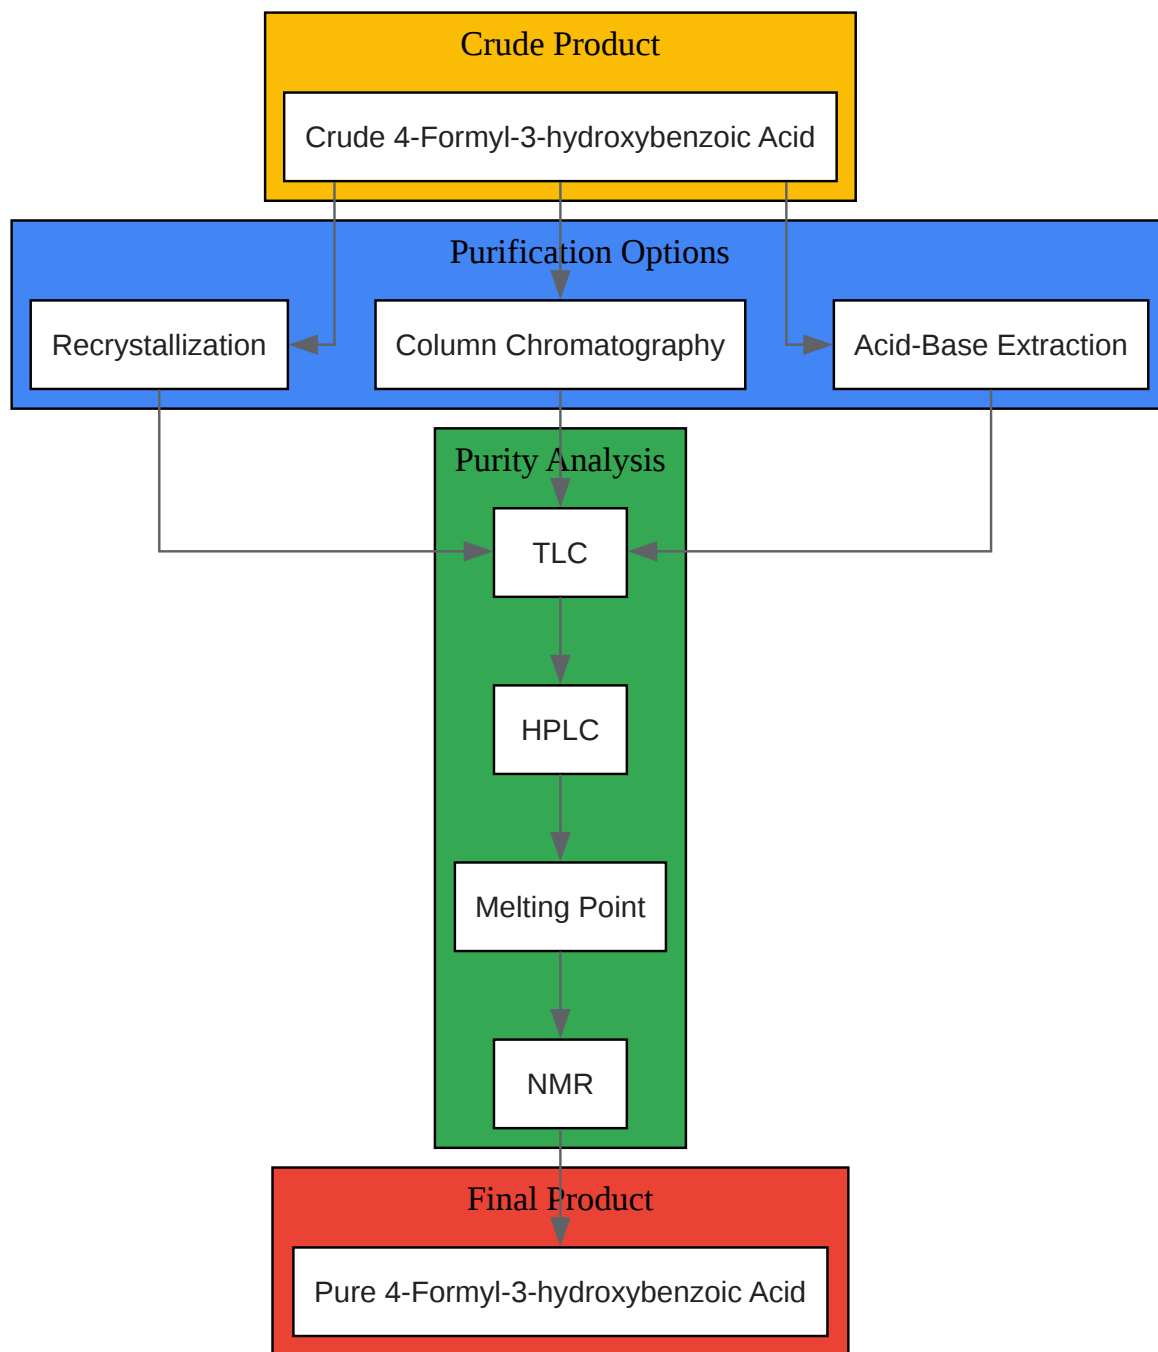 Crude Product
Crude 4-Formyl-3-hydroxybenzoic Acid
Purification Options
Recrystallization
Column Chromatography
Acid-Base Extraction
Purity Analysis
TLC
HPLC
Melting Point
NMR
Final Product
Pure 4-Formyl-3-hydroxybenzoic Acid